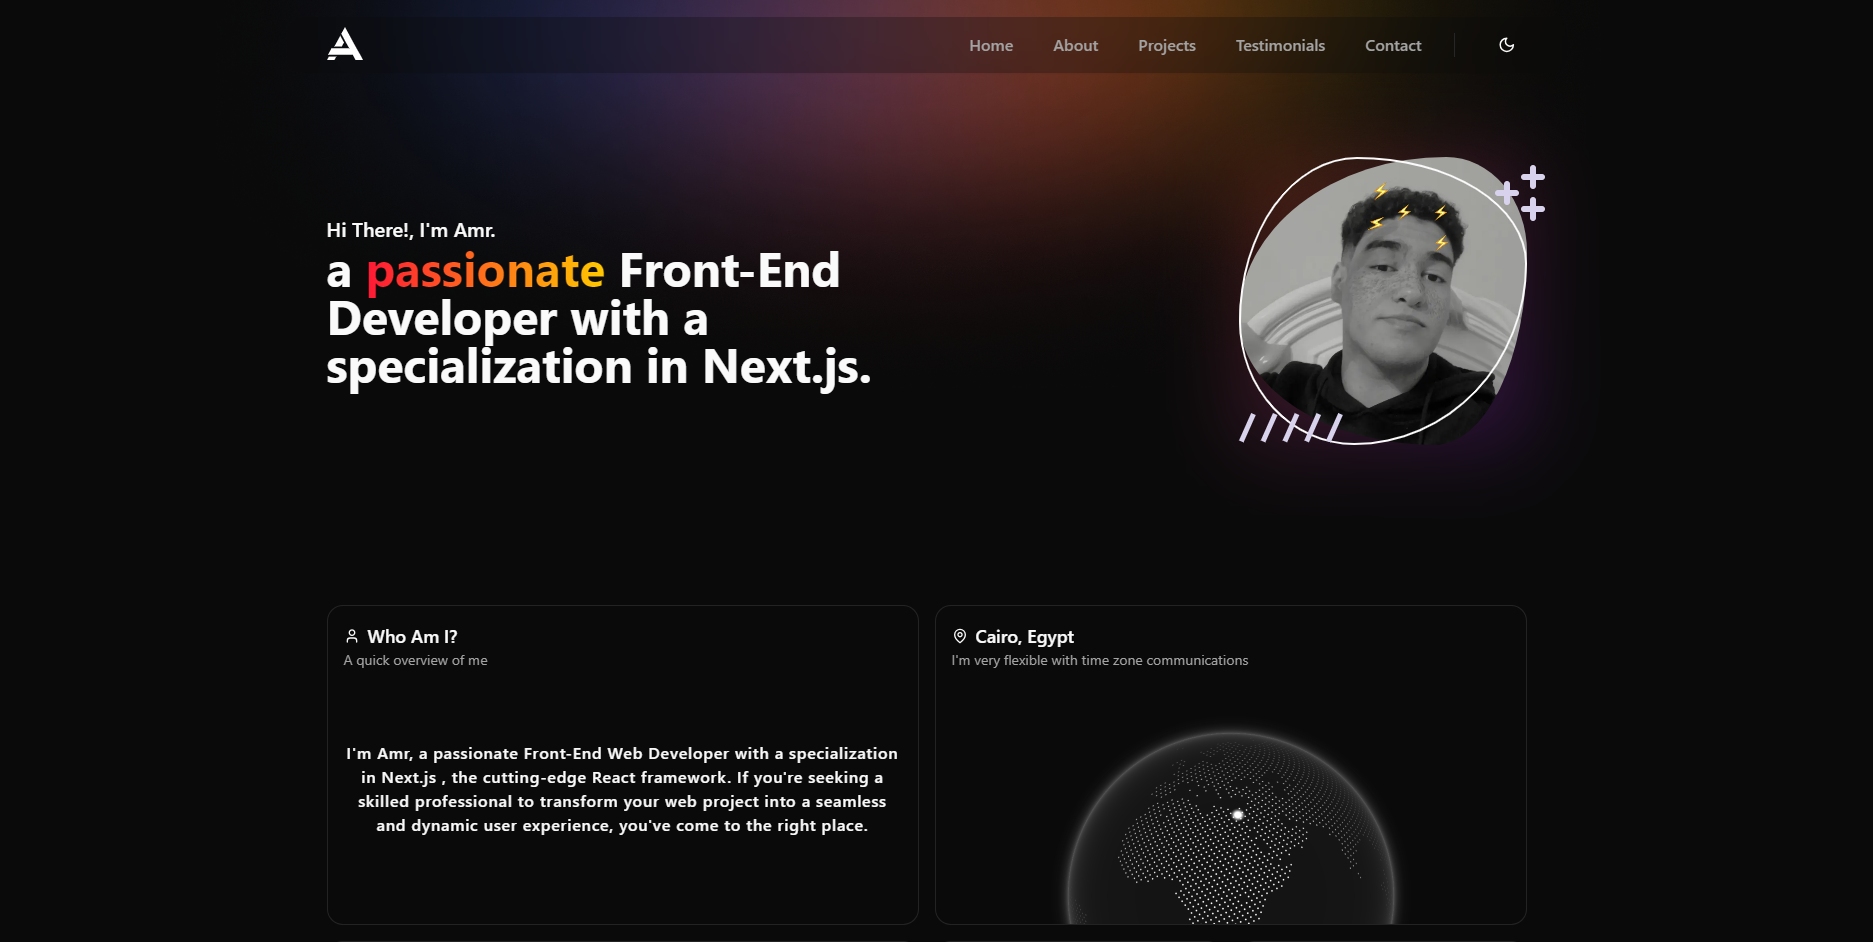 Home About Projects Testimonials Contact
Hi There!, I'm Amr.
a passionate Front-End
Developer with a
specialization in Next.js.
Who Am I?
A quick overview of me
I'm Amr, a passionate Front-End Web Developer with a specialization
in Next.js , the cutting-edge React framework. If you're seeking a
skilled professional to transform your web project into a seamless
and dynamic user experience, you've come to the right place.
Cairo, Egypt
I'm very flexible with time zone communications